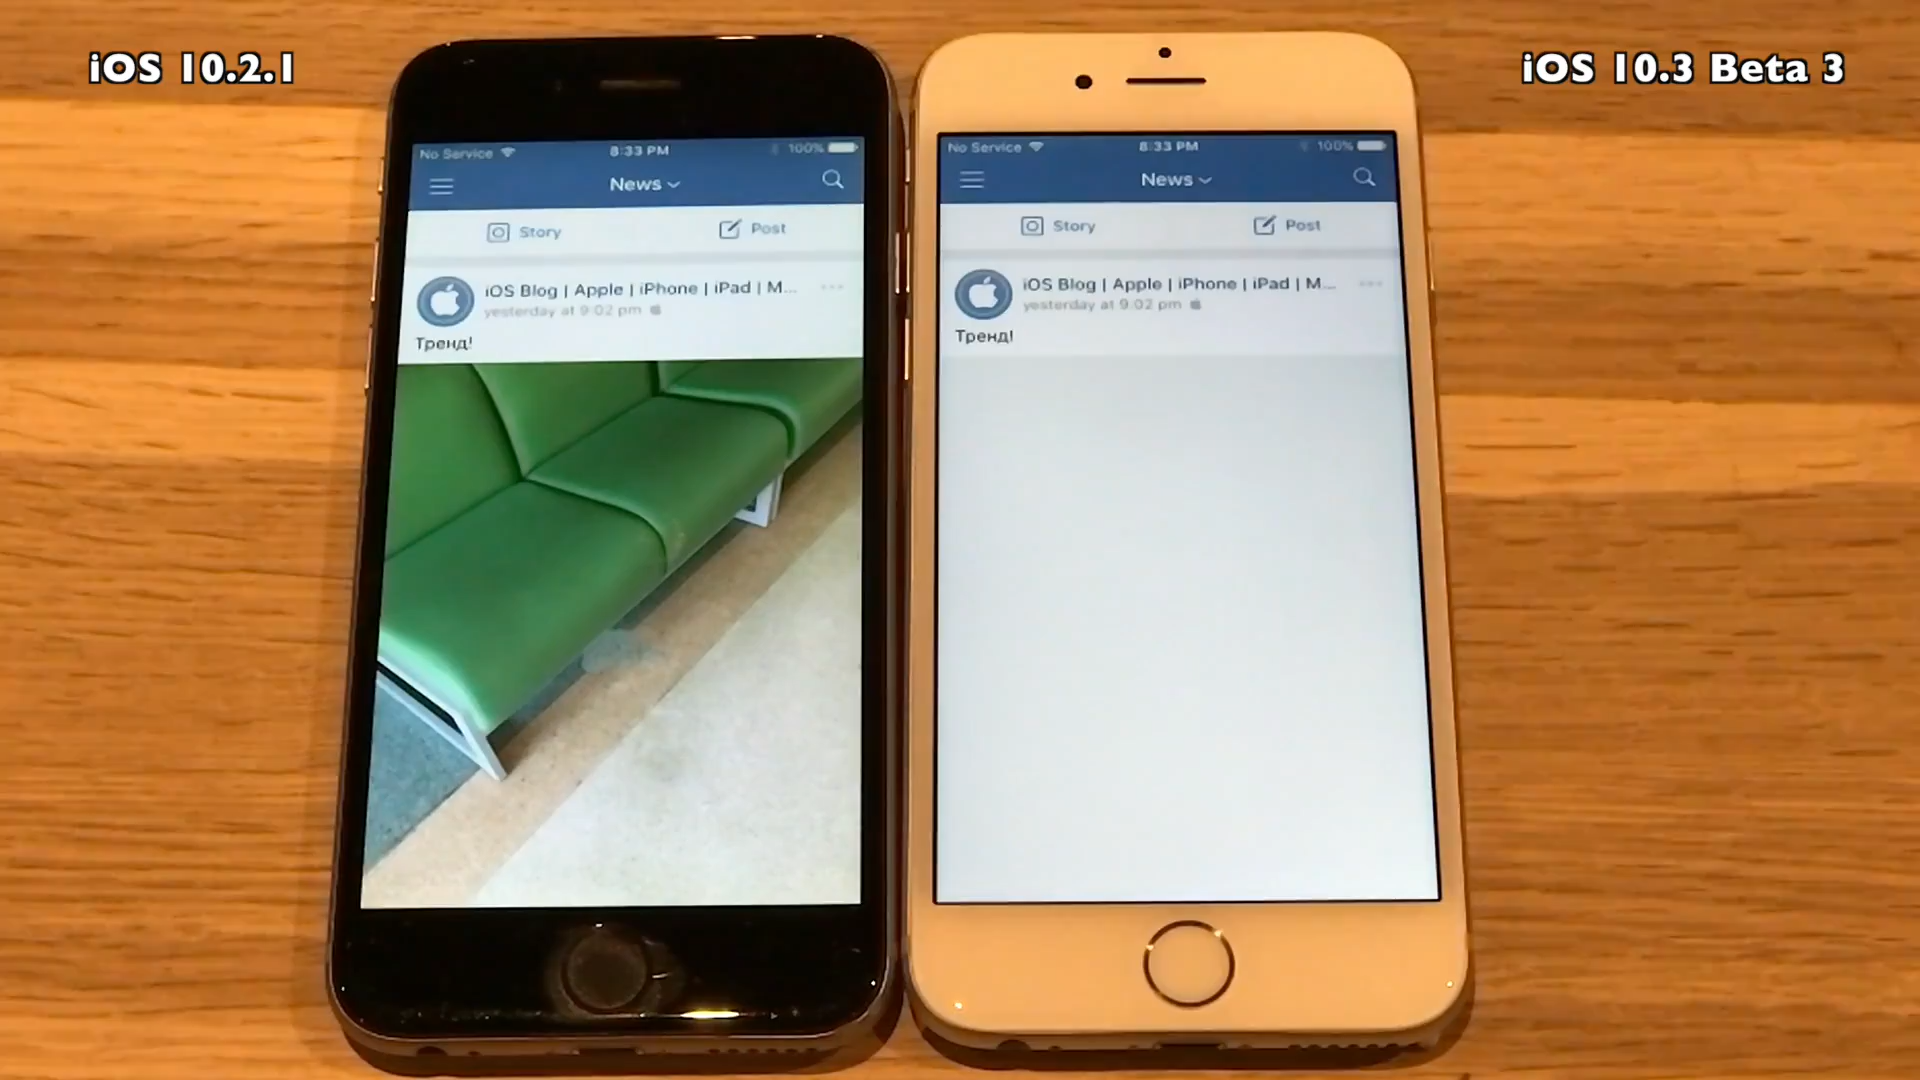 iOS 10.2.1
iOS 10.3 Beta 3
No Service
8:33 PM
100%
News
Story
Post
iOS Blog | Apple | iPhone | iPad | M...
yesterday at 9:02 pm
Тренд!
No Service
8:33 PM
100%
News
Story
Post
iOS Blog | Apple | iPhone | iPad | M...
yesterday at 9:02 pm
Тренд!